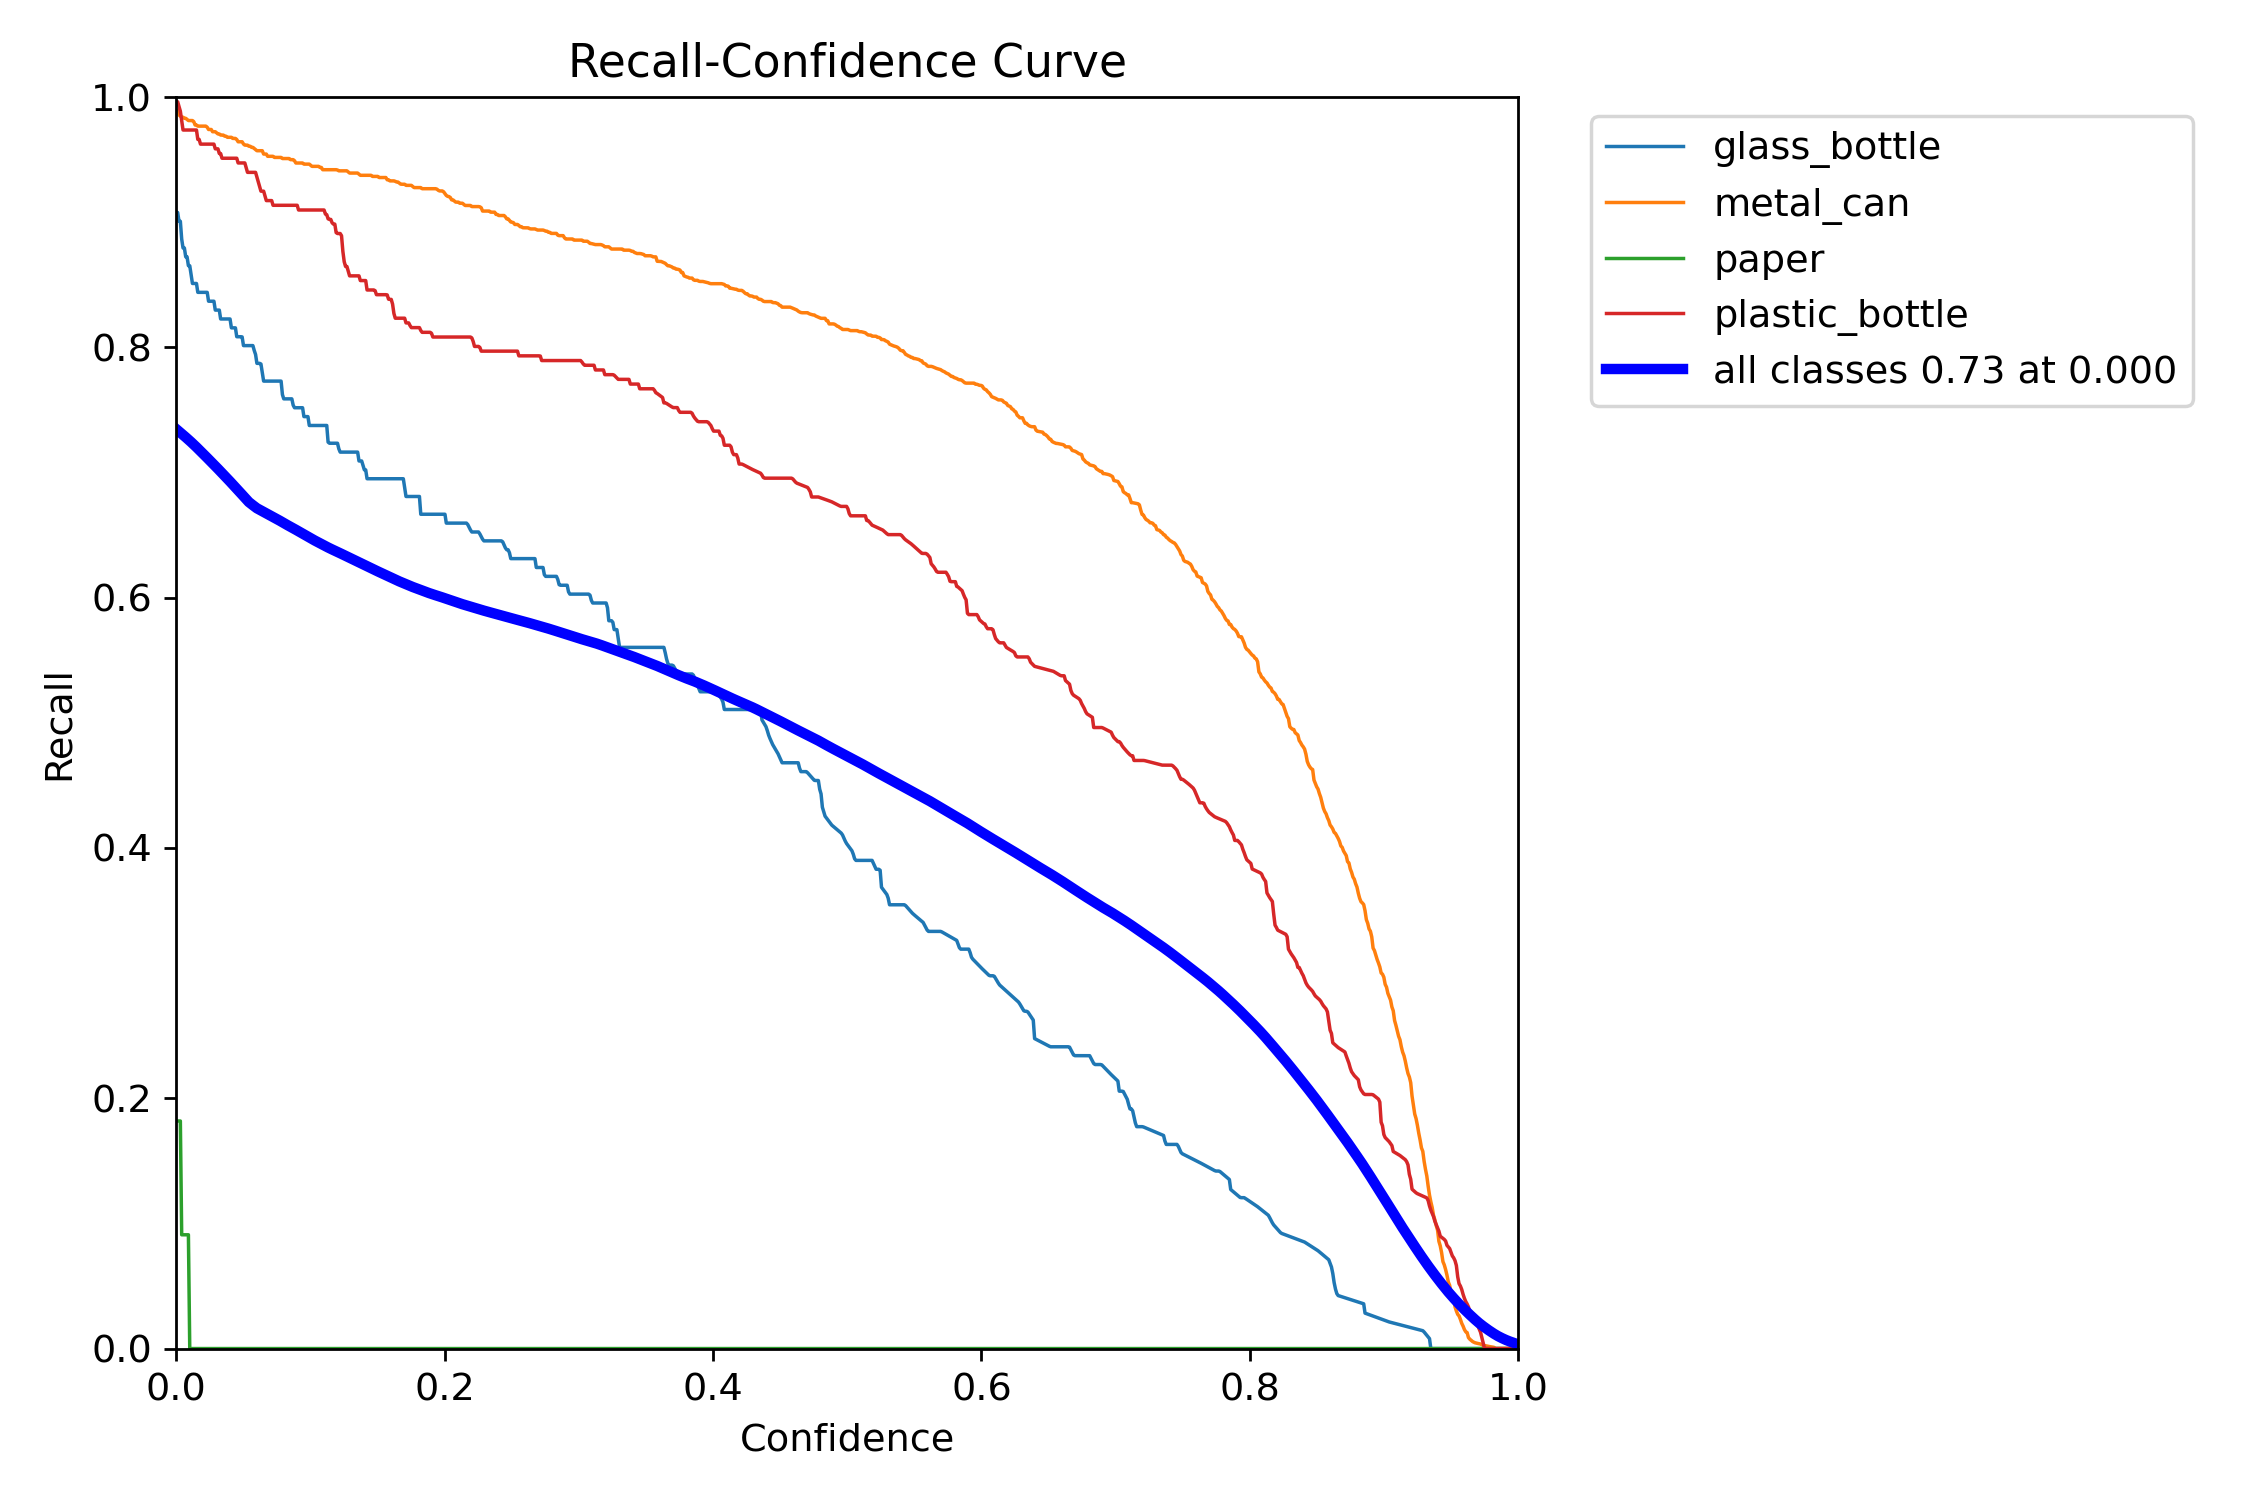 Recall-Confidence Curve
1.0
0.8
0.6
0.4
0.2
0.0
Recall
0.0 0.2 0.4 0.6 0.8 1.0
Confidence
glass_bottle
metal_can
paper
plastic_bottle
all classes 0.73 at 0.000